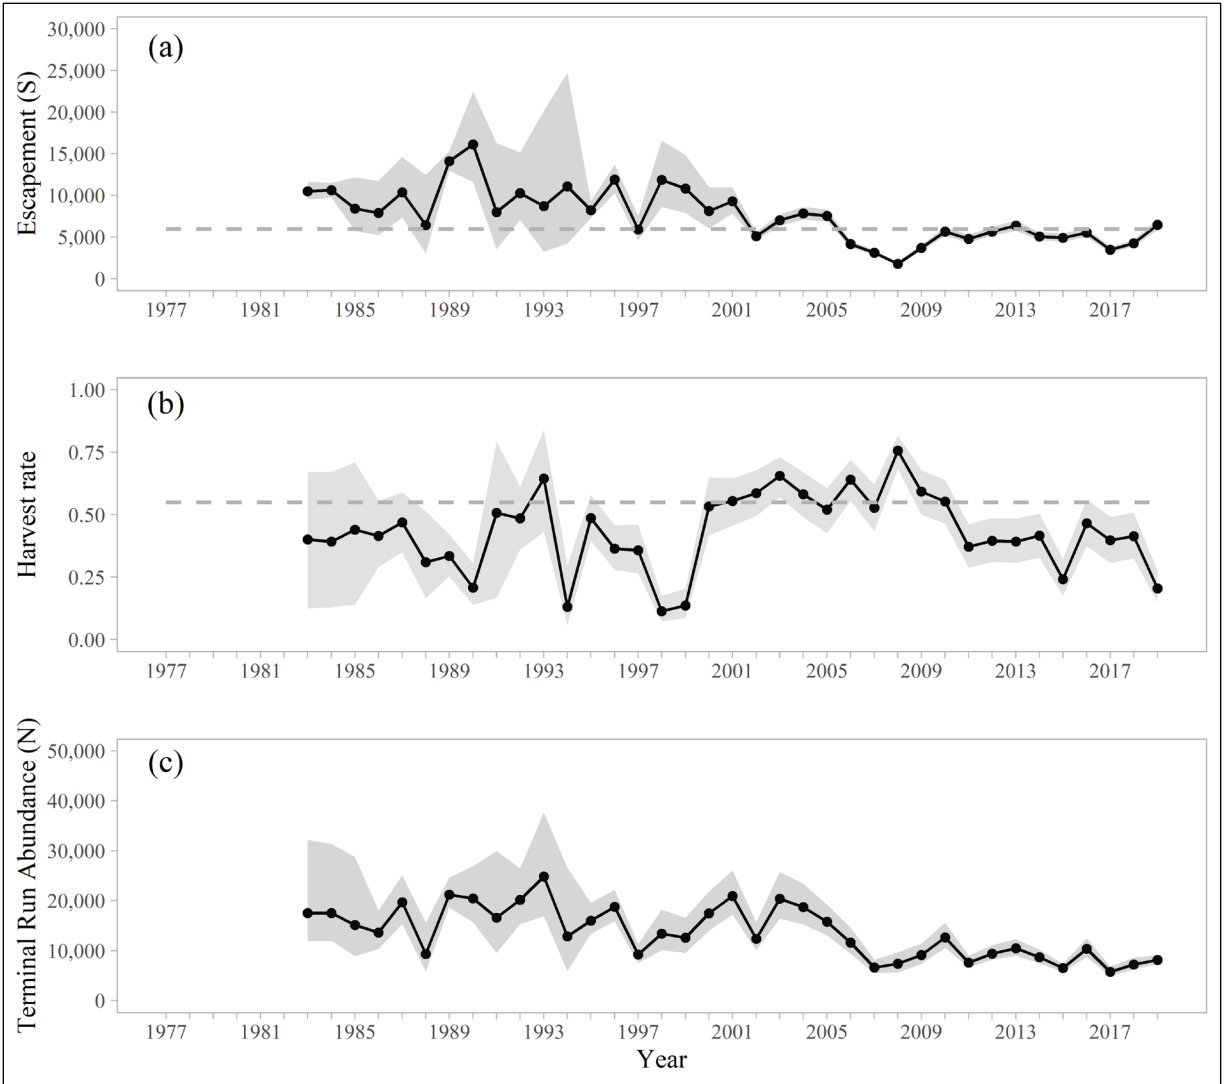 (a)
Escapement (S)
30,000
25,000
20,000
15,000
10,000
5,000
0
1977 1981 1985 1989 1993 1997 2001 2005 2009 2013 2017
(b)
Harvest rate
1.00
0.75
0.50
0.25
0.00
1977 1981 1985 1989 1993 1997 2001 2005 2009 2013 2017
(c)
Terminal Run Abundance (N)
50,000
40,000
30,000
20,000
10,000
0
1977 1981 1985 1989 1993 1997 2001 2005 2009 2013 2017
Year